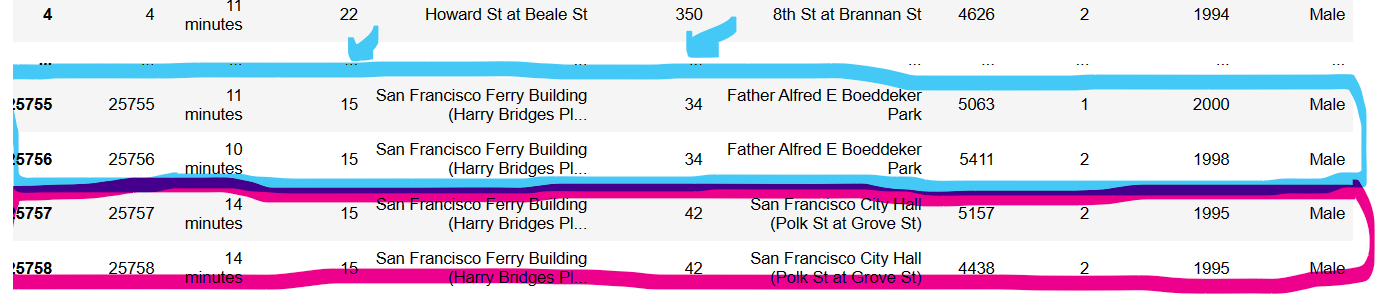 4 4 11 minutes 22 Howard St at Beale St 350 8th St at Brannan St 4626 2 1994 Male
... ... ... ... ... ... ... ... ... ... ...
25755 25755 11 minutes 15 San Francisco Ferry Building (Harry Bridges Pl... 34 Father Alfred E Boeddeker Park 5063 1 2000 Male
25756 25756 10 minutes 15 San Francisco Ferry Building (Harry Bridges Pl... 34 Father Alfred E Boeddeker Park 5411 2 1998 Male
25757 25757 14 minutes 15 San Francisco Ferry Building (Harry Bridges Pl... 42 San Francisco City Hall (Polk St at Grove St) 5157 2 1995 Male
25758 25758 14 minutes 15 San Francisco Ferry Building (Harry Bridges Pl... 42 San Francisco City Hall (Polk St at Grove St) 4438 2 1995 Male